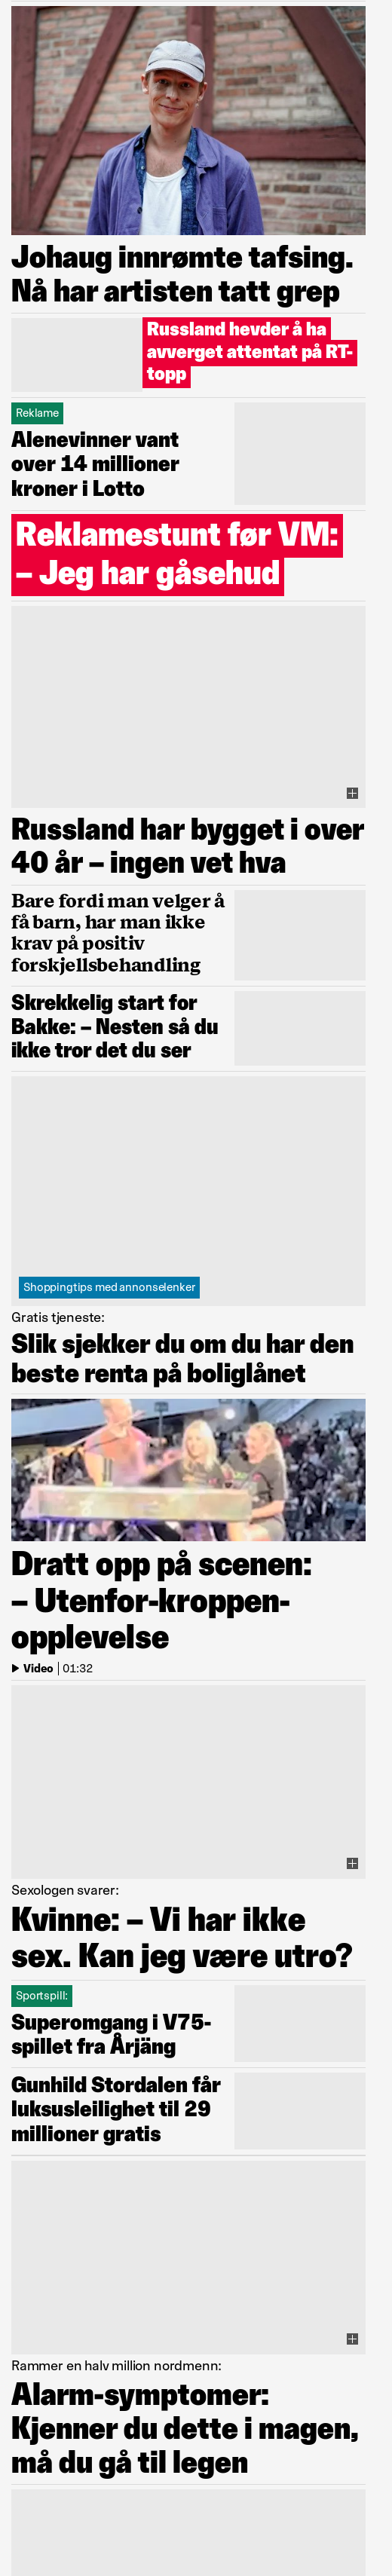 Johaug innrømte tafsing.
Nå har artisten tatt grep
Russland hevder å ha
avverget attentat på RT-
topp
Reklame
Alenevinner vant
over 14 millioner
kroner i Lotto
Reklamestunt før VM:
– Jeg har gåsehud
Russland har bygget i over
40 år – ingen vet hva
Bare fordi man velger å
få barn, har man ikke
krav på positiv
forskjellsbehandling
Skrekkelig start for
Bakke: – Nesten så du
ikke tror det du ser
Shoppingtips med annonselenker
Gratis tjeneste:
Slik sjekker du om du har den
beste renta på boliglånet
Dratt opp på scenen:
– Utenfor-kroppen-
opplevelse
Video | 01:32
Sexologen svarer:
Kvinne: – Vi har ikke
sex. Kan jeg være utro?
Sportspill:
Superomgang i V75-
spillet fra Årjäng
Gunhild Stordalen får
luksusleilighet til 29
millioner gratis
Rammer en halv million nordmenn:
Alarm-symptomer:
Kjenner du dette i magen,
må du gå til legen